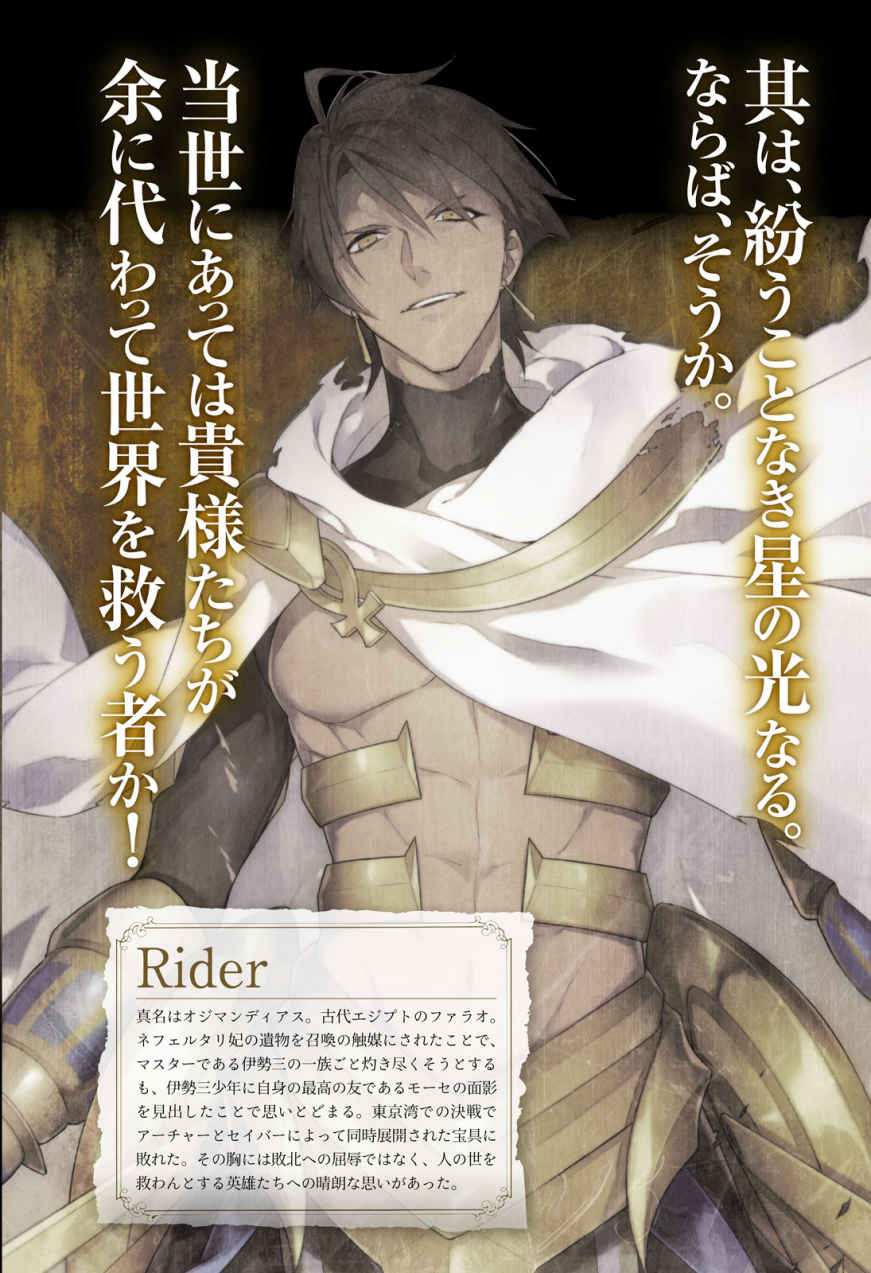 其は、紛うことなき星の光なる。
ならば、そうか。
当世にあっては貴様たちが
余に代わって世界を救う者か！
Rider
真名はオジマンディアス。古代エジプトのファラオ。
ネフェルタリ妃の遺物を召喚の触媒にされたことで、
マスターである伊勢三の一族ごと灼き尽くそうとする
も、伊勢三少年に自身の最高の友であるモーセの面影
を見出したことで思いとどまる。東京湾での決戦で
アーチャーとセイバーによって同時展開された宝具に
敗れた。その胸には敗北への屈辱ではなく、人の世を
救わんとする英雄たちへの晴朗な思いがあった。